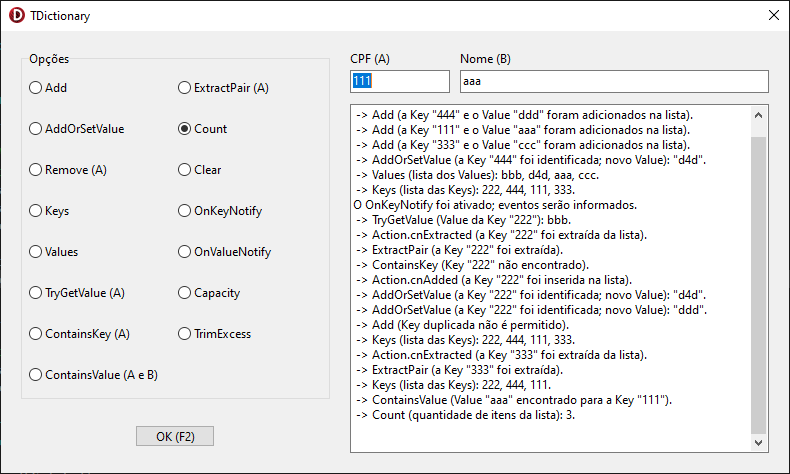 TDictionary
Opções
Add
ExtractPair (A)
AddOrSetValue
Count
Remove (A)
Clear
Keys
OnKeyNotify
Values
OnValueNotify
TryGetValue (A)
Capacity
ContainsKey (A)
TrimExcess
ContainsValue (A e B)
OK (F2)
CPF (A)
Nome (B)
111
aaa
-> Add (a Key "444" e o Value "ddd" foram adicionados na lista).
-> Add (a Key "111" e o Value "aaa" foram adicionados na lista).
-> Add (a Key "333" e o Value "ccc" foram adicionados na lista).
-> AddOrSetValue (a Key "444" foi identificada; novo Value): "d4d".
-> Values (lista dos Values): bbb, d4d, aaa, ccc.
-> Keys (lista das Keys): 222, 444, 111, 333.
O OnKeyNotify foi ativado; eventos serão informados.
-> TryGetValue (Value da Key "222"): bbb.
-> Action.cnExtracted (a Key "222" foi extraída da lista).
-> ExtractPair (a Key "222" foi extraída).
-> ContainsKey (Key "222" não encontrado).
-> Action.cnAdded (a Key "222" foi inserida na lista).
-> AddOrSetValue (a Key "222" foi identificada; novo Value): "d4d".
-> AddOrSetValue (a Key "222" foi identificada; novo Value): "ddd".
-> Add (Key duplicada não é permitido).
-> Keys (lista das Keys): 222, 444, 111, 333.
-> Action.cnExtracted (a Key "333" foi extraída da lista).
-> ExtractPair (a Key "333" foi extraída).
-> Keys (lista das Keys): 222, 444, 111.
-> ContainsValue (Value "aaa" encontrado para a Key "111").
-> Count (quantidade de itens da lista): 3.